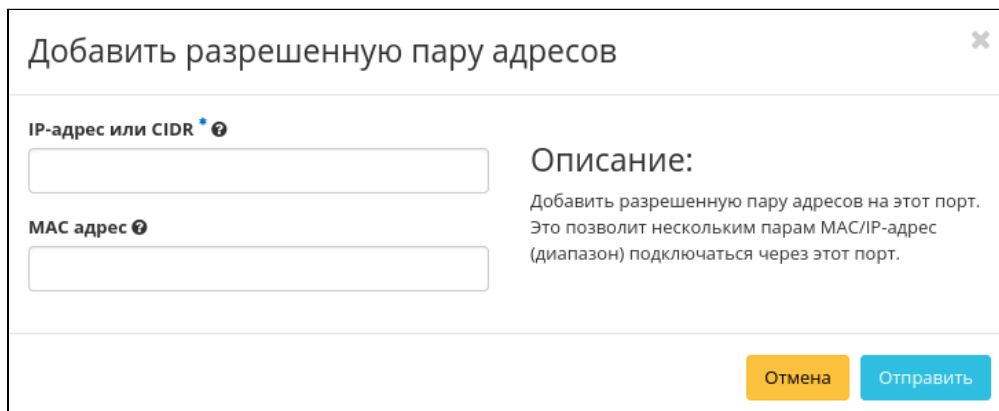 Добавить разрешенную пару адресов
×
IP-адрес или CIDR *
Описание:
Добавить разрешенную пару адресов на этот порт.
Это позволит нескольким парам MAC/IP-адрес
(диапазон) подключаться через этот порт.
MAC адрес
Отмена
Отправить